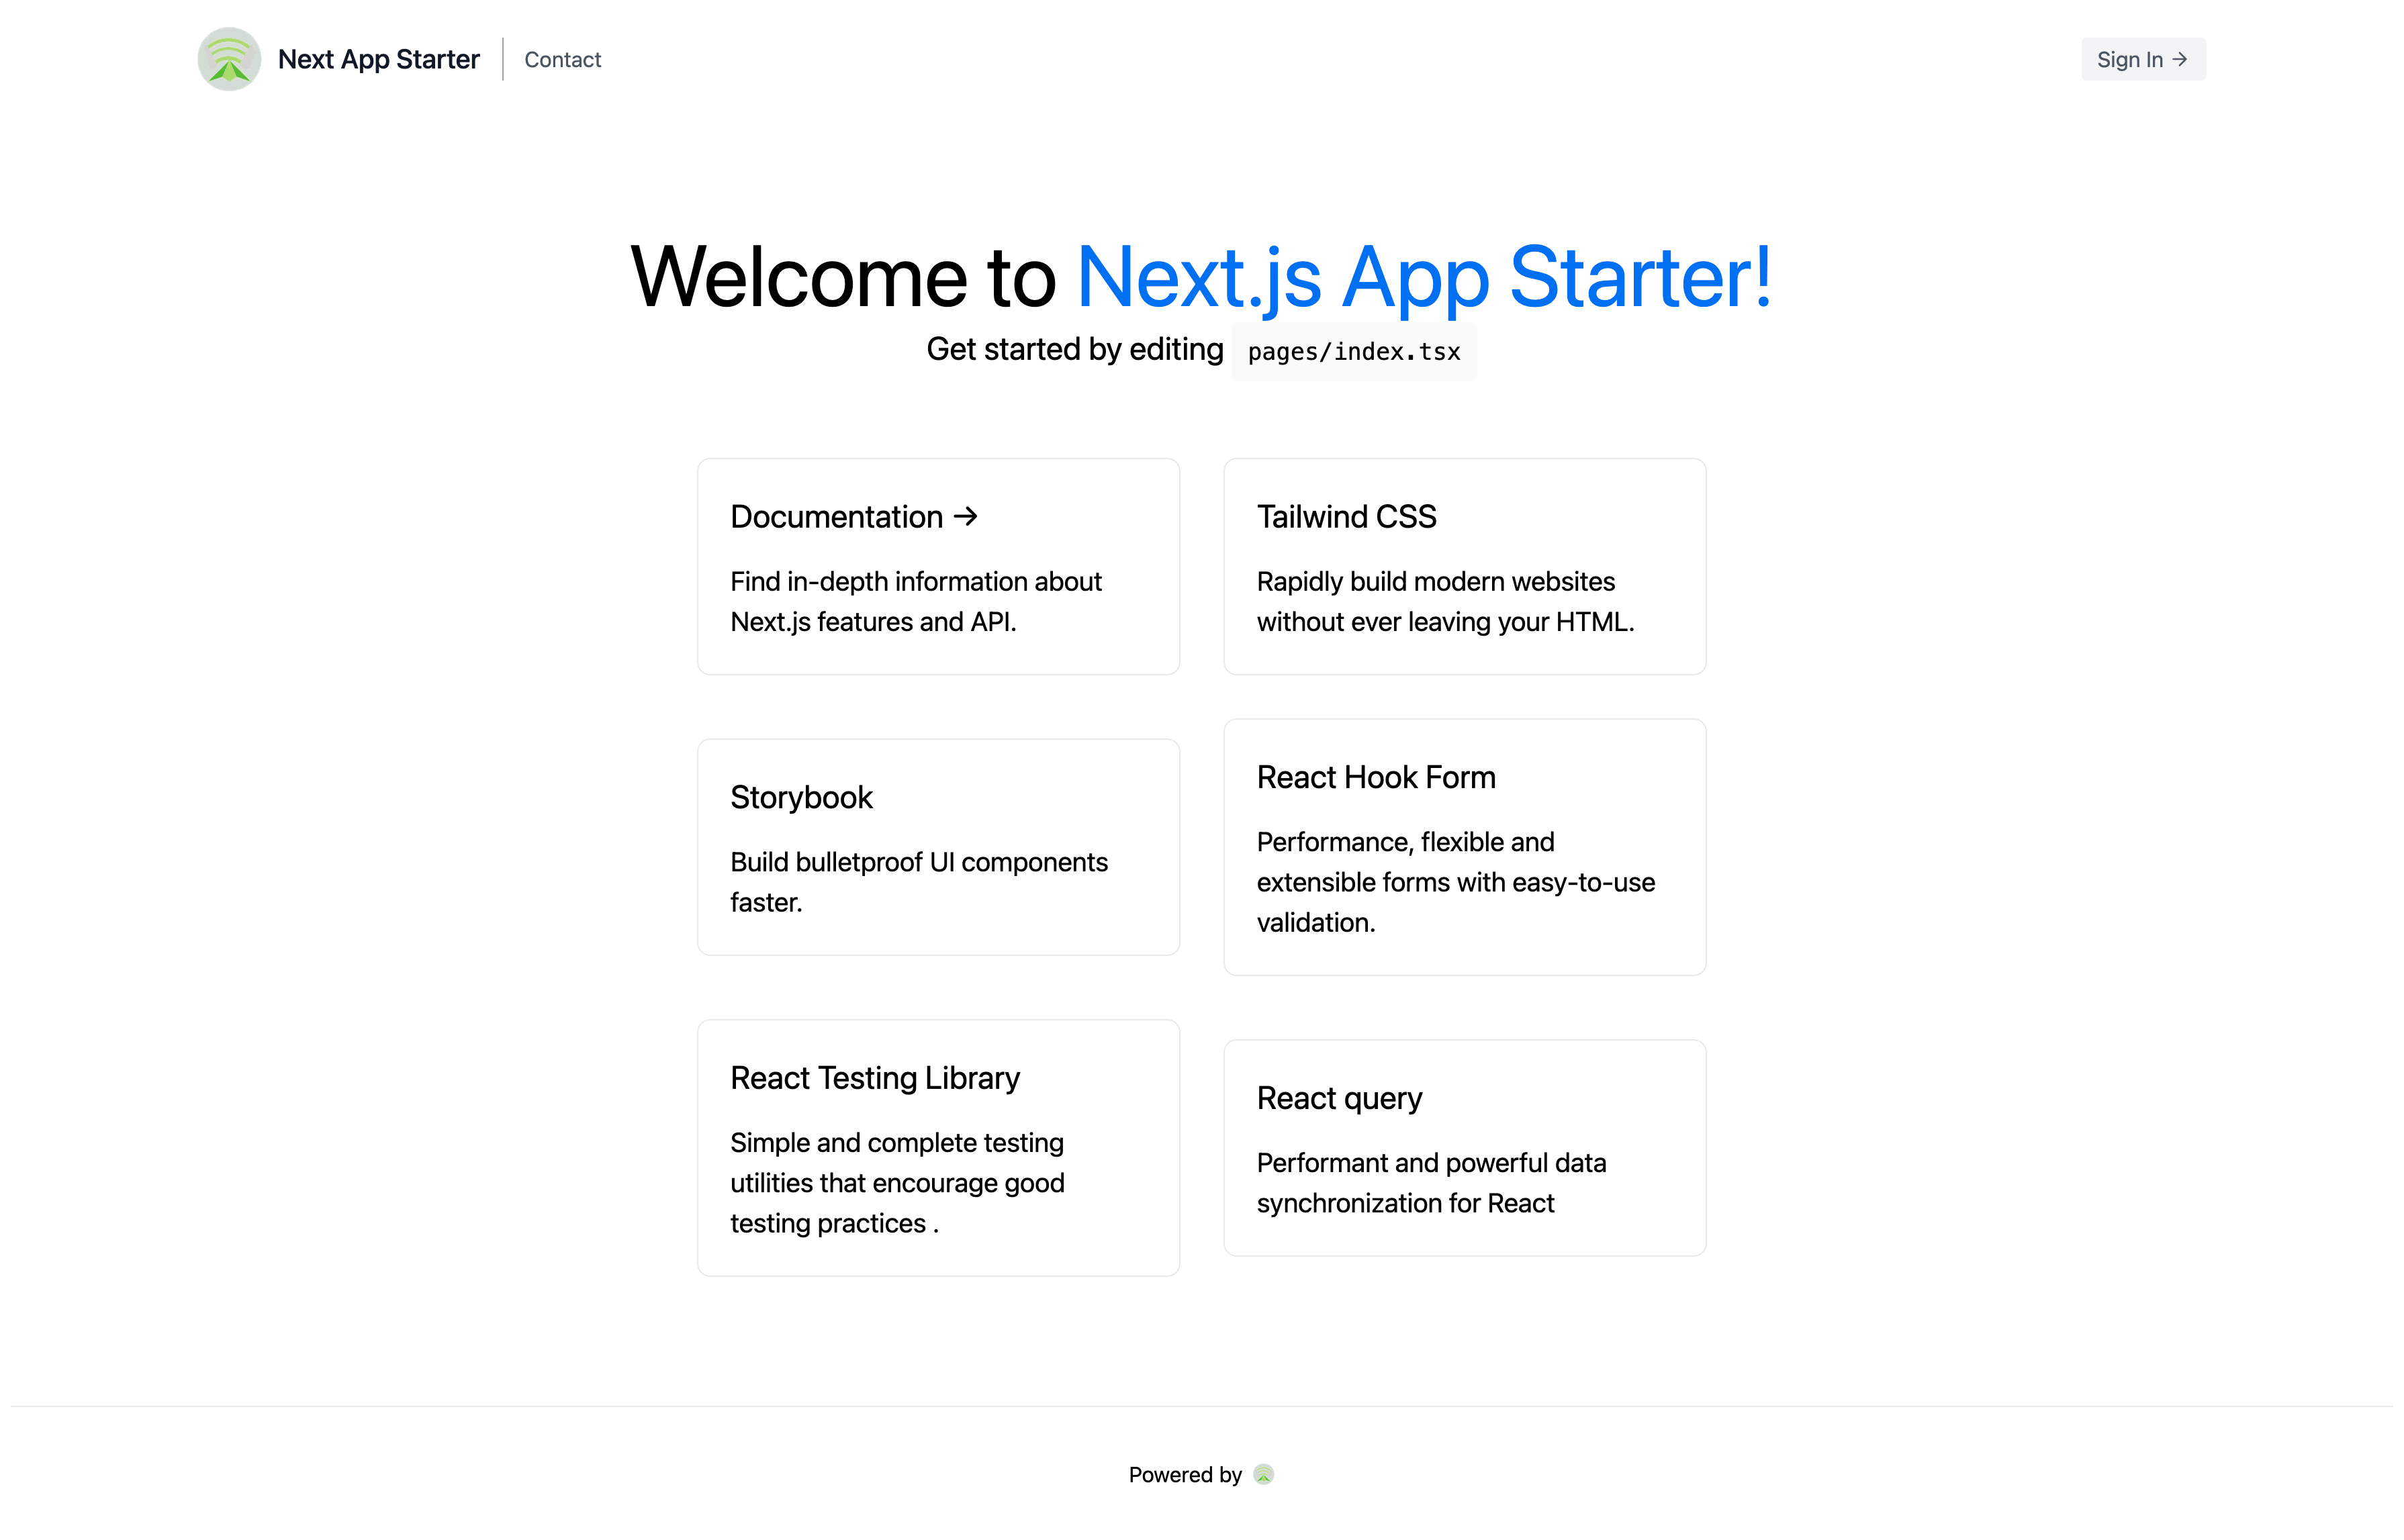 Next App Starter
Contact
Sign In →
Welcome to Next.js App Starter!
Get started by editing pages/index.tsx
Documentation →
Find in-depth information about
Next.js features and API.
Tailwind CSS
Rapidly build modern websites
without ever leaving your HTML.
Storybook
Build bulletproof UI components
faster.
React Hook Form
Performance, flexible and
extensible forms with easy-to-use
validation.
React Testing Library
Simple and complete testing
utilities that encourage good
testing practices .
React query
Performant and powerful data
synchronization for React
Powered by